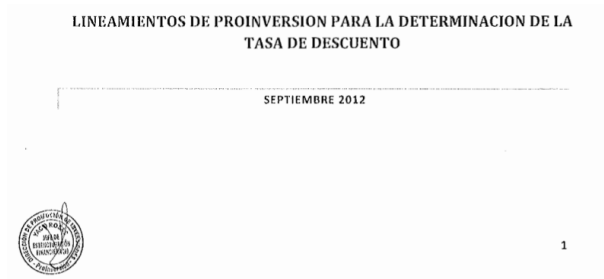 LINEAMIENTOS DE PROINVERSION PARA LA DETERMINACION DE LA
TASA DE DESCUENTO
SEPTIEMBRE 2012
1